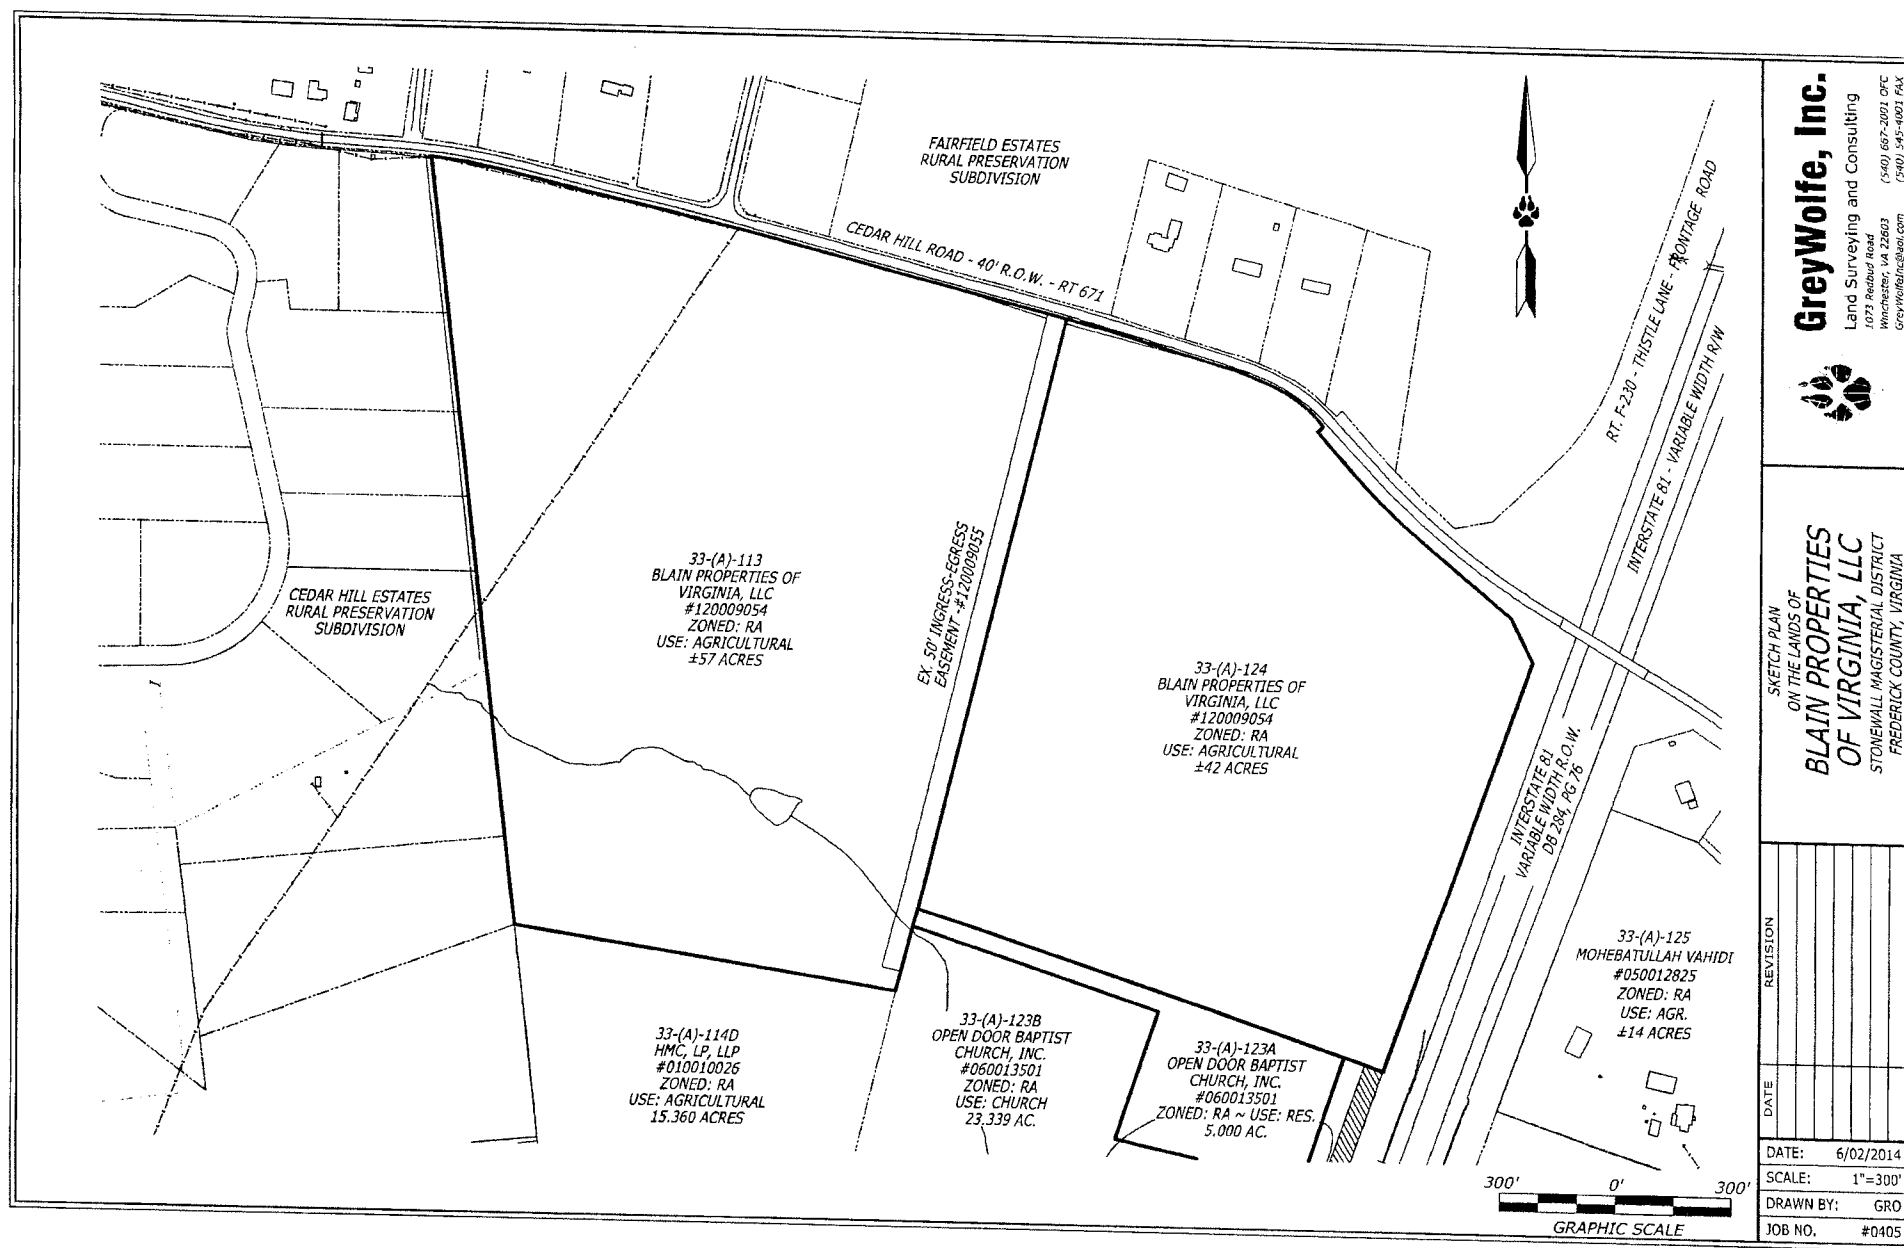 FAIRFIELD ESTATES
RURAL PRESERVATION
SUBDIVISION
CEDAR HILL ROAD - 40' R.O.W. - RT 671
RT. F-230 - THISTLE LANE - FRONTAGE ROAD
INTERSTATE 81 - VARIABLE WIDTH R/W
CEDAR HILL ESTATES
RURAL PRESERVATION
SUBDIVISION
33-(A)-113
BLAIN PROPERTIES OF
VIRGINIA, LLC
#120009054
ZONED: RA
USE: AGRICULTURAL
±57 ACRES
EX. 50' INGRESS-EGRESS
EASEMENT -#120009055
33-(A)-124
BLAIN PROPERTIES OF
VIRGINIA, LLC
#120009054
ZONED: RA
USE: AGRICULTURAL
±42 ACRES
INTERSTATE 81
VARIABLE WIDTH R.O.W.
DB 284, PG 76
33-(A)-125
MOHEBATULLAH VAHIDI
#050012825
ZONED: RA
USE: AGR.
±14 ACRES
33-(A)-114D
HMC, LP, LLP
#010010026
ZONED: RA
USE: AGRICULTURAL
15.360 ACRES
33-(A)-123B
OPEN DOOR BAPTIST
CHURCH, INC.
#060013501
ZONED: RA
USE: CHURCH
23.339 AC.
33-(A)-123A
OPEN DOOR BAPTIST
CHURCH, INC.
#060013501
ZONED: RA ~ USE: RES.
5.000 AC.
300' 0' 300'
GRAPHIC SCALE
GreyWolfe, Inc.
Land Surveying and Consulting
1073 Redbud Road (540) 667-2001 OFC
Winchester, VA 22603 (540) 545-4001 FAX
GreyWolfeInc@aol.com
SKETCH PLAN
ON THE LANDS OF
BLAIN PROPERTIES
OF VIRGINIA, LLC
STONEWALL MAGISTERIAL DISTRICT
FREDERICK COUNTY, VIRGINIA
REVISION
DATE
DATE: 6/02/2014
SCALE: 1"=300'
DRAWN BY: GRO
JOB NO. #0405